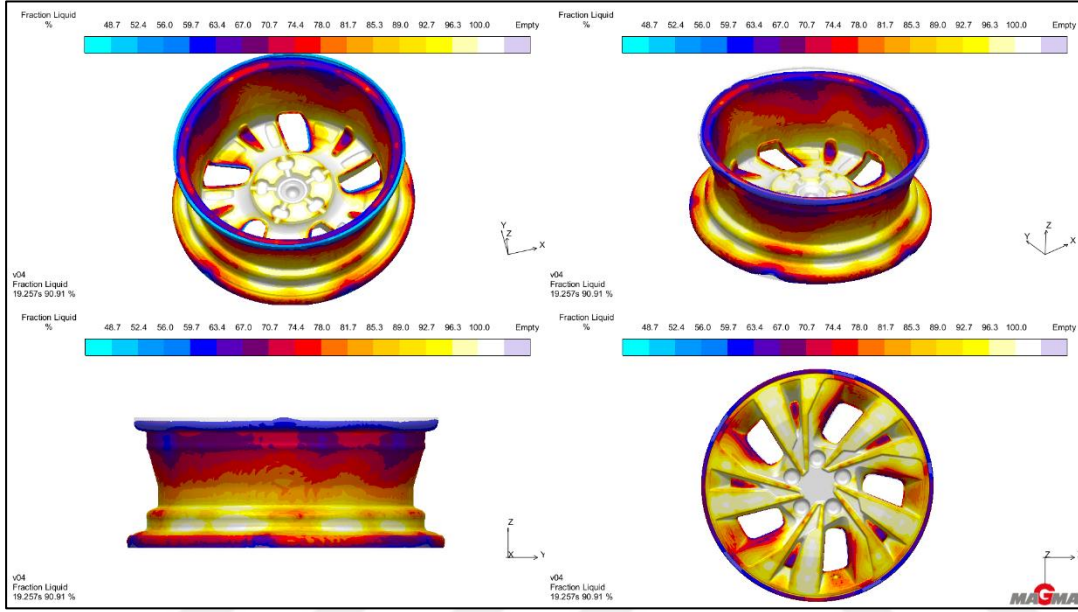 Fraction Liquid
%
48.7 52.4 56.0 59.7 63.4 67.0 70.7 74.4 78.0 81.7 85.3 89.0 92.7 96.3 100.0 Empty
Y
Z
X
v04
Fraction Liquid
19.257s 90.91 %
Fraction Liquid
%
48.7 52.4 56.0 59.7 63.4 67.0 70.7 74.4 78.0 81.7 85.3 89.0 92.7 96.3 100.0 Empty
Z
Y
X
v04
Fraction Liquid
19.257s 90.91 %
Fraction Liquid
%
48.7 52.4 56.0 59.7 63.4 67.0 70.7 74.4 78.0 81.7 85.3 89.0 92.7 96.3 100.0 Empty
Z
X Y
v04
Fraction Liquid
19.257s 90.91 %
Fraction Liquid
%
48.7 52.4 56.0 59.7 63.4 67.0 70.7 74.4 78.0 81.7 85.3 89.0 92.7 96.3 100.0 Empty
Z
v04
Fraction Liquid
19.257s 90.91 %
MAGMA